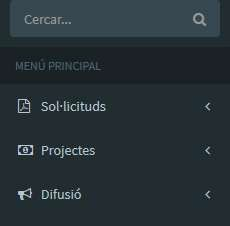 Cercar...
MENÚ PRINCIPAL
Sol·licituds
Projectes
Difusió